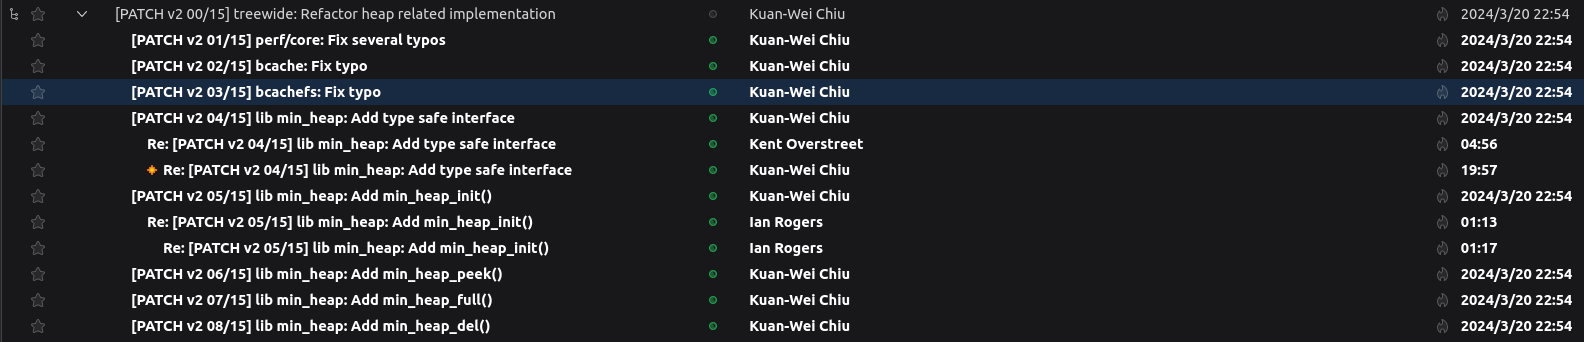 [PATCH v2 00/15] treewide: Refactor heap related implementation Kuan-Wei Chiu 2024/3/20 22:54
[PATCH v2 01/15] perf/core: Fix several typos Kuan-Wei Chiu 2024/3/20 22:54
[PATCH v2 02/15] bcache: Fix typo Kuan-Wei Chiu 2024/3/20 22:54
[PATCH v2 03/15] bcachefs: Fix typo Kuan-Wei Chiu 2024/3/20 22:54
[PATCH v2 04/15] lib min_heap: Add type safe interface Kuan-Wei Chiu 2024/3/20 22:54
Re: [PATCH v2 04/15] lib min_heap: Add type safe interface Kent Overstreet 04:56
Re: [PATCH v2 04/15] lib min_heap: Add type safe interface Kuan-Wei Chiu 19:57
[PATCH v2 05/15] lib min_heap: Add min_heap_init() Kuan-Wei Chiu 2024/3/20 22:54
Re: [PATCH v2 05/15] lib min_heap: Add min_heap_init() Ian Rogers 01:13
Re: [PATCH v2 05/15] lib min_heap: Add min_heap_init() Ian Rogers 01:17
[PATCH v2 06/15] lib min_heap: Add min_heap_peek() Kuan-Wei Chiu 2024/3/20 22:54
[PATCH v2 07/15] lib min_heap: Add min_heap_full() Kuan-Wei Chiu 2024/3/20 22:54
[PATCH v2 08/15] lib min_heap: Add min_heap_del() Kuan-Wei Chiu 2024/3/20 22:54